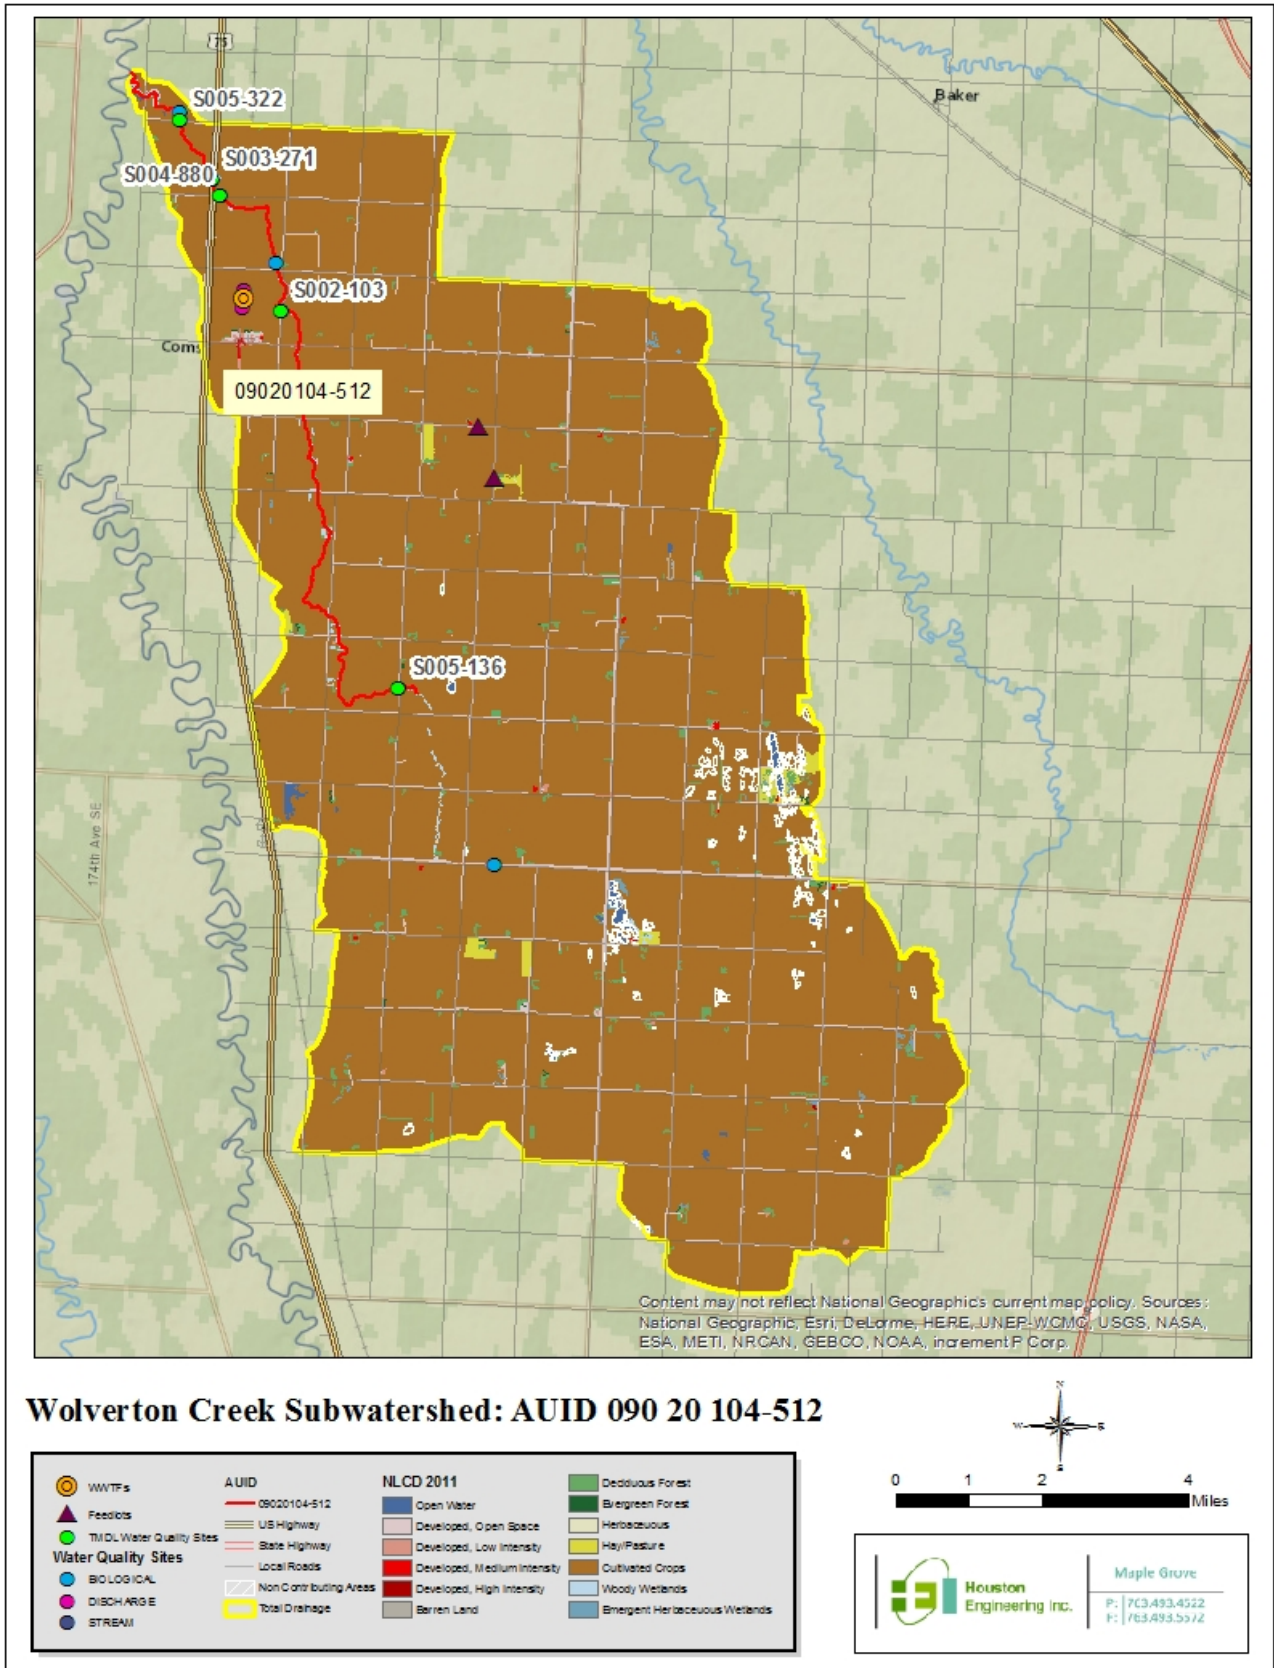 75
Baker
S005-322
S003-271
S004-880
S002-103
Coms
09020104-512
S005-136
174th Ave SE
Content may not reflect National Geographic's current map policy. Sources:
National Geographic, Esri, DeLorme, HERE, UNEP-WCMC, USGS, NASA,
ESA, METI, NRCAN, GEBCO, NOAA, increment P Corp.
Wolverton Creek Subwatershed: AUID 090 20 104-512
N
W
E
S
WWTFs
Feedlots
TMDL Water Quality Sites
Water Quality Sites
BIOLOGICAL
DISCHARGE
STREAM
AUID
09020104-512
US Highway
State Highway
Local Roads
Non Contributing Areas
Total Drainage
NLCD 2011
Open Water
Developed, Open Space
Developed, Low Intensity
Developed, Medium Intensity
Developed, High Intensity
Barren Land
Deciduous Forest
Evergreen Forest
Herbaceuous
Hay/Pasture
Cultivated Crops
Woody Wetlands
Emergent Herbaceuous Wetlands
0 1 2 4
Miles
Houston
Engineering Inc.
Maple Grove
P: 763.493.4522
F: 763.493.5572